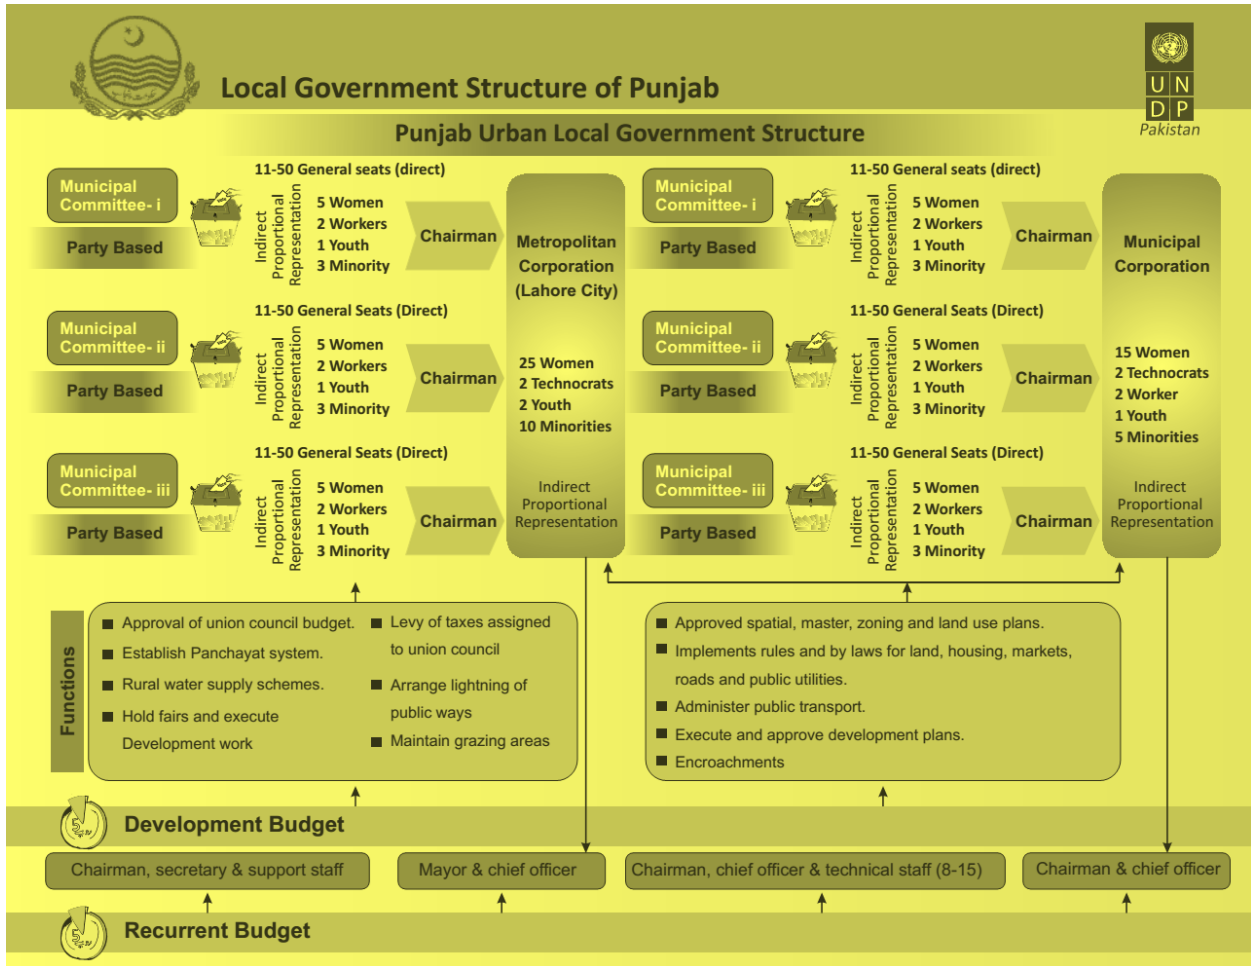 Local Government Structure of Punjab
U N
D P
Pakistan
Punjab Urban Local Government Structure
Municipal
Committee- i
Party Based
11-50 General seats (direct)
Indirect
Proportional
Representation
5 Women
2 Workers
1 Youth
3 Minority
Chairman
Municipal
Committee- ii
Party Based
11-50 General Seats (Direct)
Indirect
Proportional
Representation
5 Women
2 Workers
1 Youth
3 Minority
Chairman
Municipal
Committee- iii
Party Based
11-50 General Seats (Direct)
Indirect
Proportional
Representation
5 Women
2 Workers
1 Youth
3 Minority
Chairman
Metropolitan
Corporation
(Lahore City)
25 Women
2 Technocrats
2 Youth
10 Minorities
Indirect
Proportional
Representation
Municipal
Committee- i
Party Based
11-50 General seats (direct)
Indirect
Proportional
Representation
5 Women
2 Workers
1 Youth
3 Minority
Chairman
Municipal
Committee- ii
Party Based
11-50 General Seats (Direct)
Indirect
Proportional
Representation
5 Women
2 Workers
1 Youth
3 Minority
Chairman
Municipal
Committee- iii
Party Based
11-50 General Seats (Direct)
Indirect
Proportional
Representation
5 Women
2 Workers
1 Youth
3 Minority
Chairman
Municipal
Corporation
15 Women
2 Technocrats
2 Worker
1 Youth
5 Minorities
Indirect
Proportional
Representation
Functions
Approval of union council budget.
Establish Panchayat system.
Rural water supply schemes.
Hold fairs and execute
Development work
Levy of taxes assigned
to union council
Arrange lightning of
public ways
Maintain grazing areas
Approved spatial, master, zoning and land use plans.
Implements rules and by laws for land, housing, markets,
roads and public utilities.
Administer public transport.
Execute and approve development plans.
Encroachments
Development Budget
Chairman, secretary & support staff
Mayor & chief officer
Chairman, chief officer & technical staff (8-15)
Chairman & chief officer
Recurrent Budget